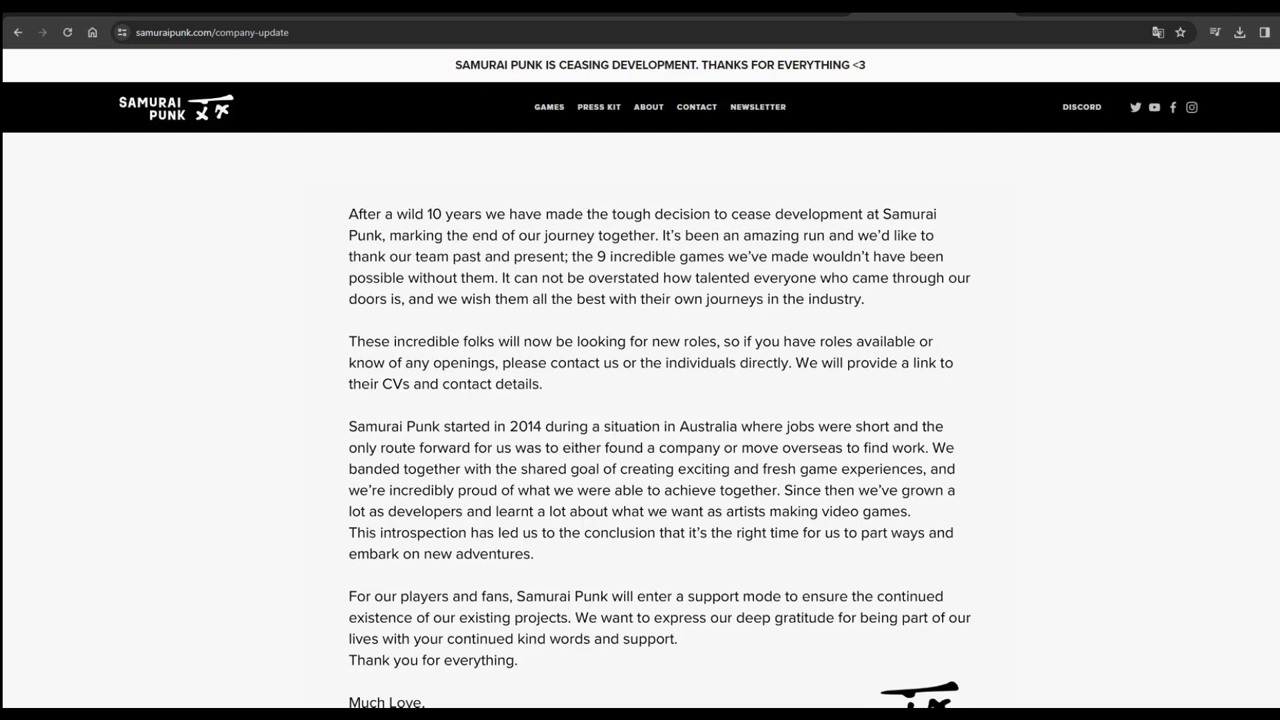 samuraipunk.com/company-update
SAMURAI PUNK IS CEASING DEVELOPMENT. THANKS FOR EVERYTHING <3
SAMURAI
PUNK
GAMES PRESS KIT ABOUT CONTACT NEWSLETTER
DISCORD
After a wild 10 years we have made the tough decision to cease development at Samurai
Punk, marking the end of our journey together. It's been an amazing run and we'd like to
thank our team past and present; the 9 incredible games we've made wouldn't have been
possible without them. It can not be overstated how talented everyone who came through our
doors is, and we wish them all the best with their own journeys in the industry.
These incredible folks will now be looking for new roles, so if you have roles available or
know of any openings, please contact us or the individuals directly. We will provide a link to
their CVs and contact details.
Samurai Punk started in 2014 during a situation in Australia where jobs were short and the
only route forward for us was to either found a company or move overseas to find work. We
banded together with the shared goal of creating exciting and fresh game experiences, and
we're incredibly proud of what we were able to achieve together. Since then we've grown a
lot as developers and learnt a lot about what we want as artists making video games.
This introspection has led us to the conclusion that it's the right time for us to part ways and
embark on new adventures.
For our players and fans, Samurai Punk will enter a support mode to ensure the continued
existence of our existing projects. We want to express our deep gratitude for being part of our
lives with your continued kind words and support.
Thank you for everything.
Much Love,